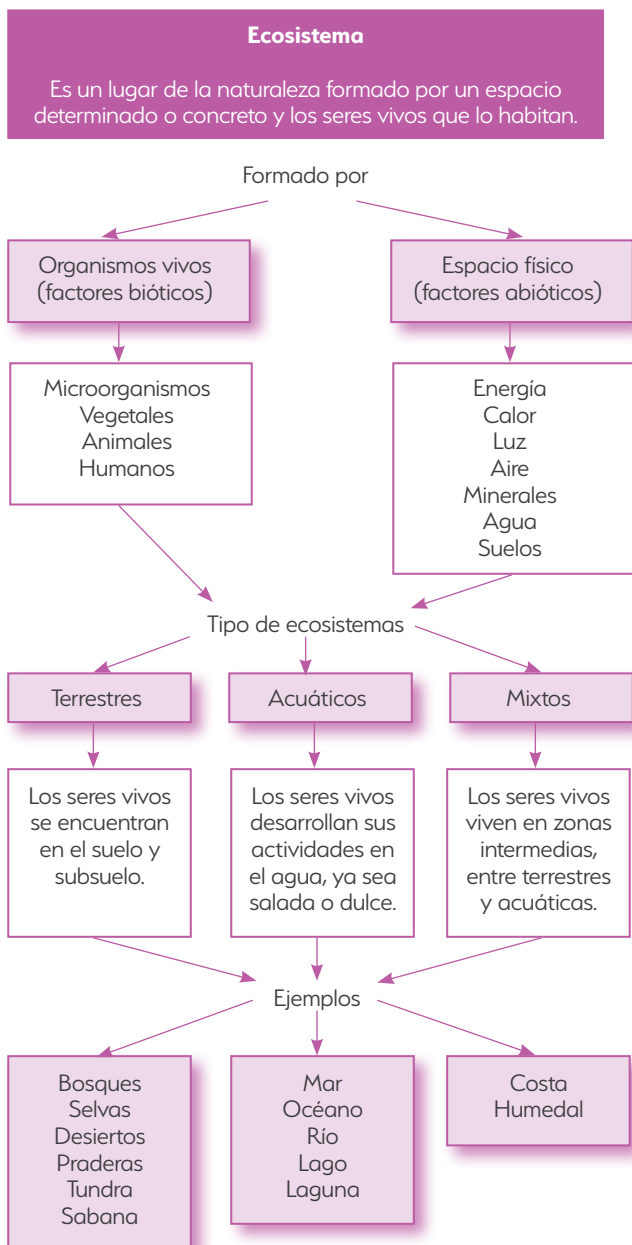 Ecosistema
Es un lugar de la naturaleza formado por un espacio
determinado o concreto y los seres vivos que lo habitan.
Formado por
Organismos vivos
(factores bióticos)
Espacio físico
(factores abióticos)
Microorganismos
Vegetales
Animales
Humanos
Energía
Calor
Luz
Aire
Minerales
Agua
Suelos
Tipo de ecosistemas
Terrestres
Acuáticos
Mixtos
Los seres vivos
se encuentran
en el suelo y
subsuelo.
Los seres vivos
desarrollan sus
actividades en
el agua, ya sea
salada o dulce.
Los seres vivos
viven en zonas
intermedias,
entre terrestres
y acuáticas.
Ejemplos
Bosques
Selvas
Desiertos
Praderas
Tundra
Sabana
Mar
Océano
Río
Lago
Laguna
Costa
Humedal